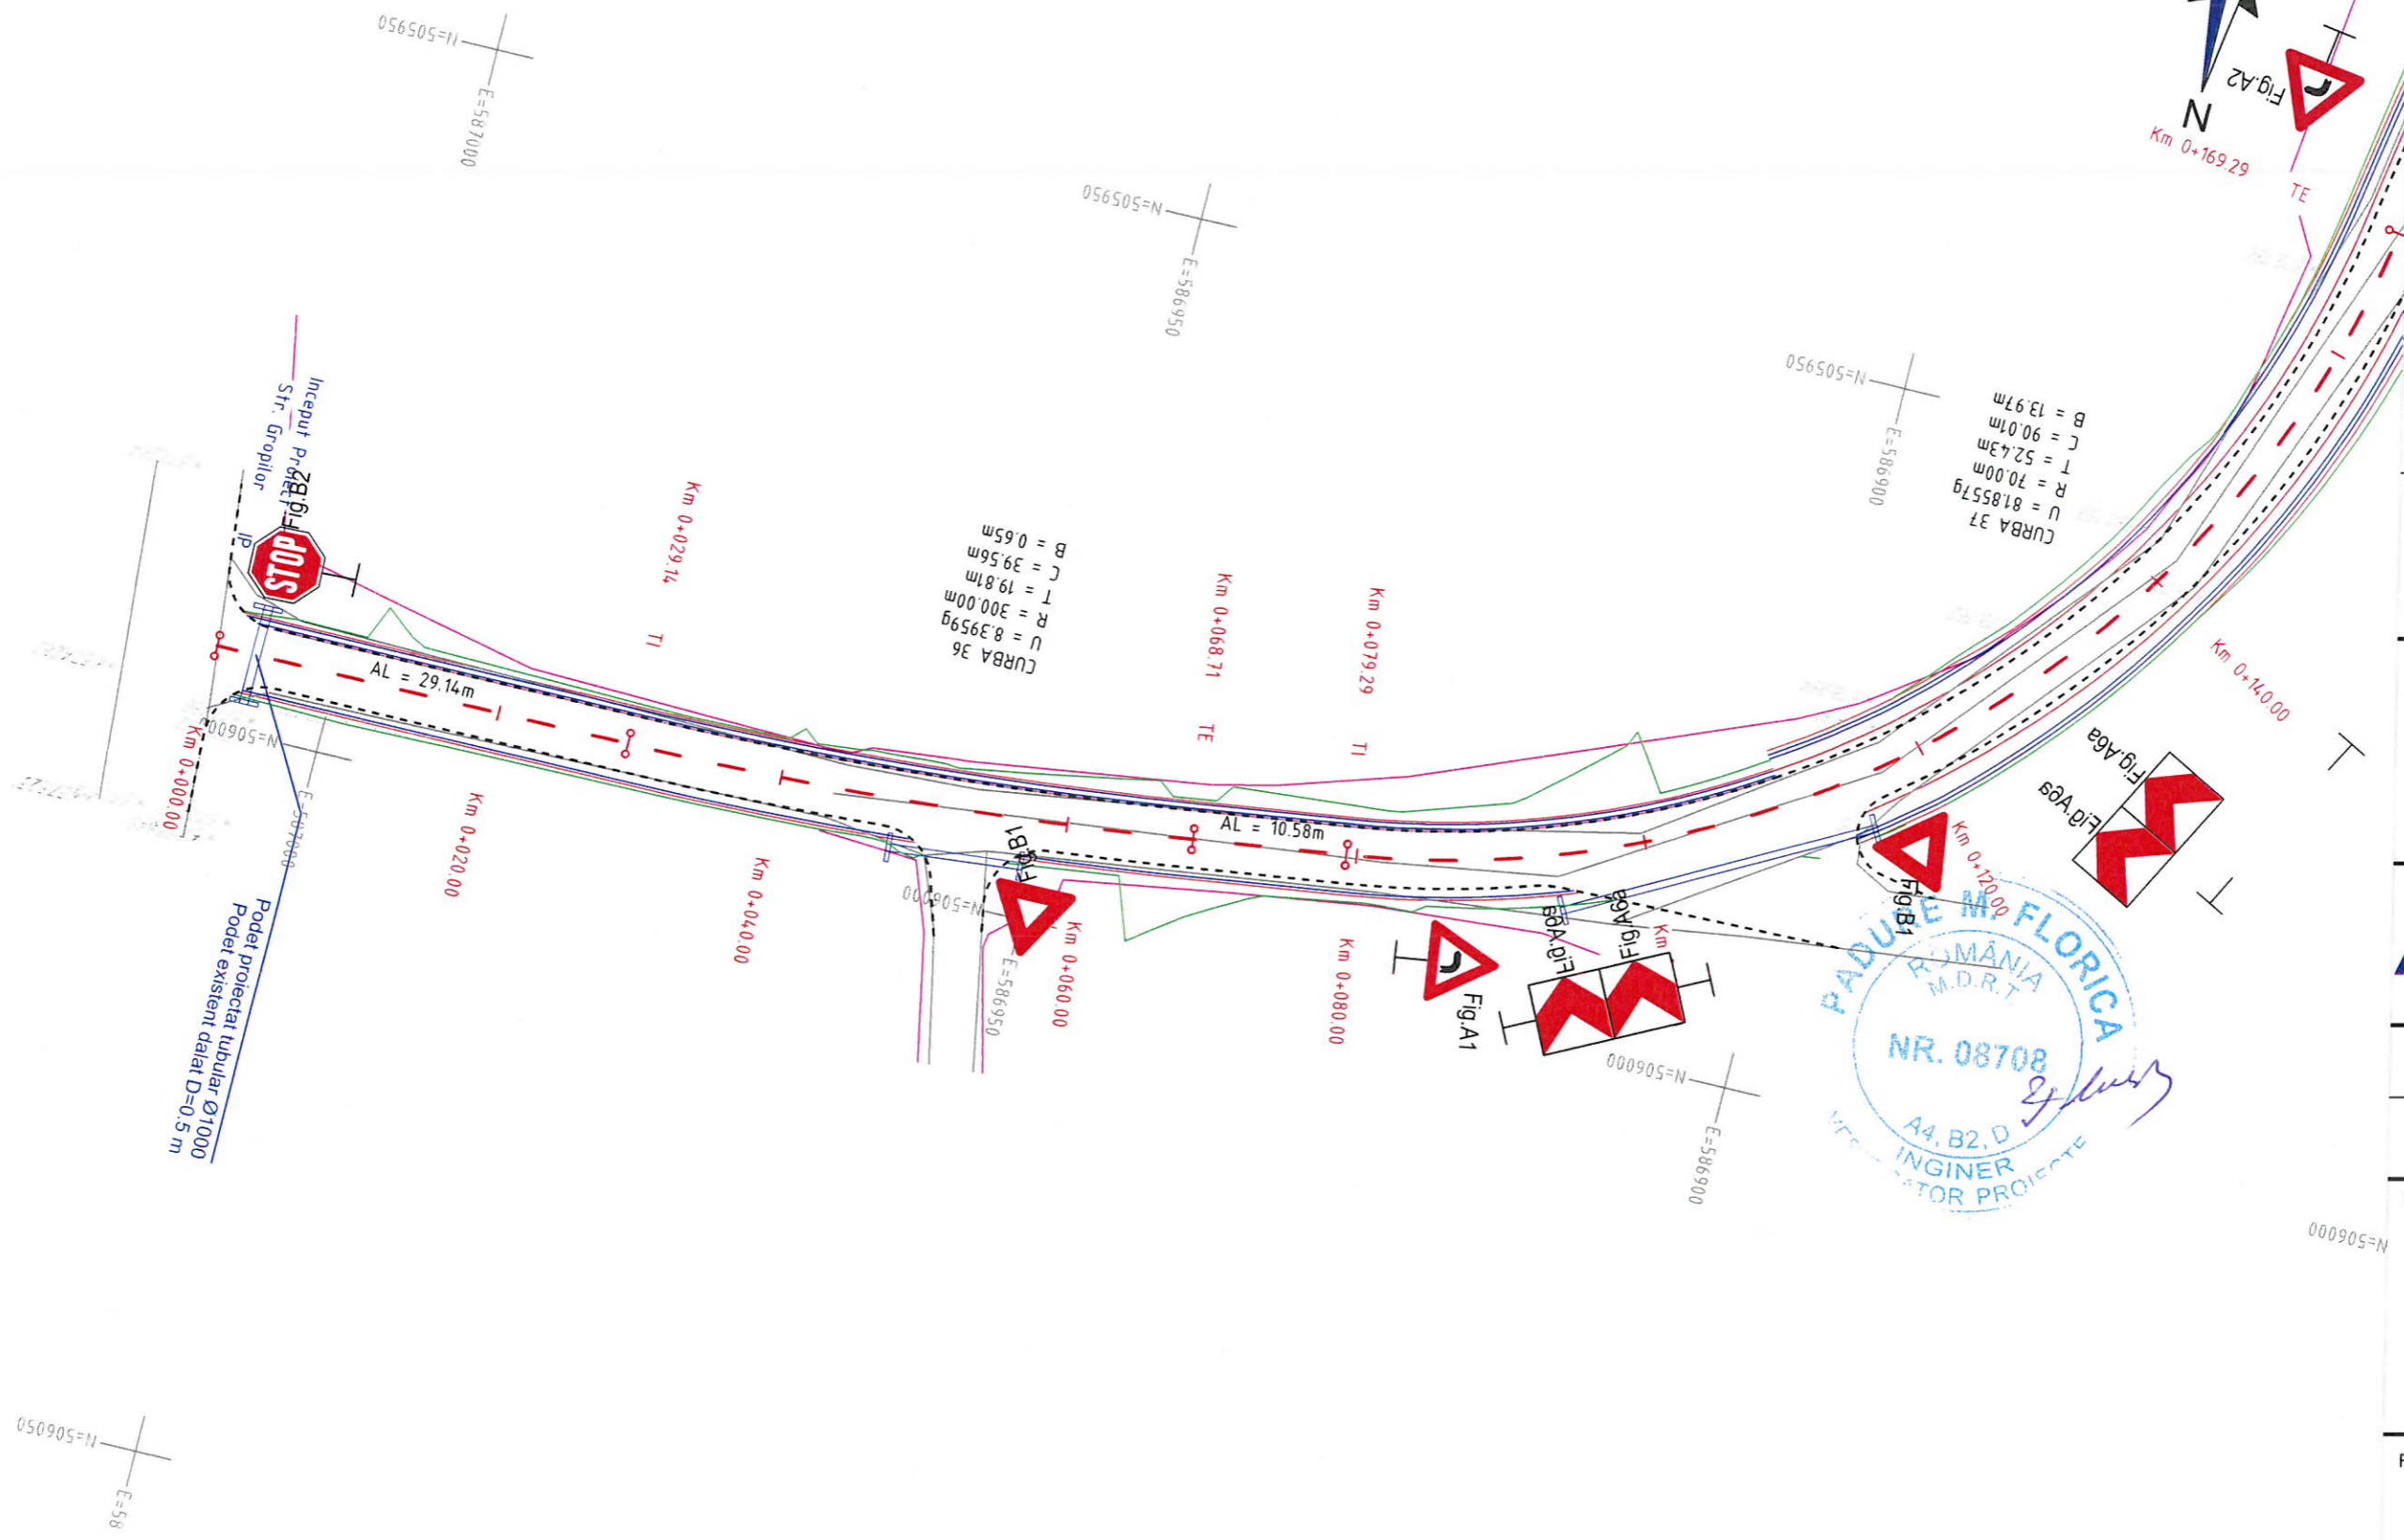 N=505950
E=587000
N=505950
E=586950
N=505950
E=586900
N
Fig.A2
Km 0+169.29
TE
Inceput Proiect
Str. Gropilor
Fig.B2
IP
STOP
Km 0+029.14
TI
CURBA 36
U = 8.3959g
R = 300.00m
T = 19.81m
C = 39.56m
B = 0.65m
Km 0+068.71
TE
Km 0+079.29
TI
CURBA 37
U = 81.8557g
R = 70.00m
T = 52.43m
C = 90.01m
B = 13.97m
AL = 29.14m
AL = 10.58m
Km 0+000.00
N=506000
E=587000
Km 0+020.00
Km 0+040.00
N=506000
E=586950
Fig.B1
Km 0+060.00
Km 0+080.00
Fig.A1
Fig.A6a
Fig.A6a
Km
Fig.B1
Km 0+120.00
Km 0+140.00
Fig.A6a
Fig.A6a
N=506000
E=586900
N=506000
Podet proiectat tubular Ø1000
Podet existent dalat D=0.5 m
PADURE M. FLORICA
ROMÂNIA
M.D.R.T.
NR. 08708
A4, B2, D
INGINER
N=506050
E=58